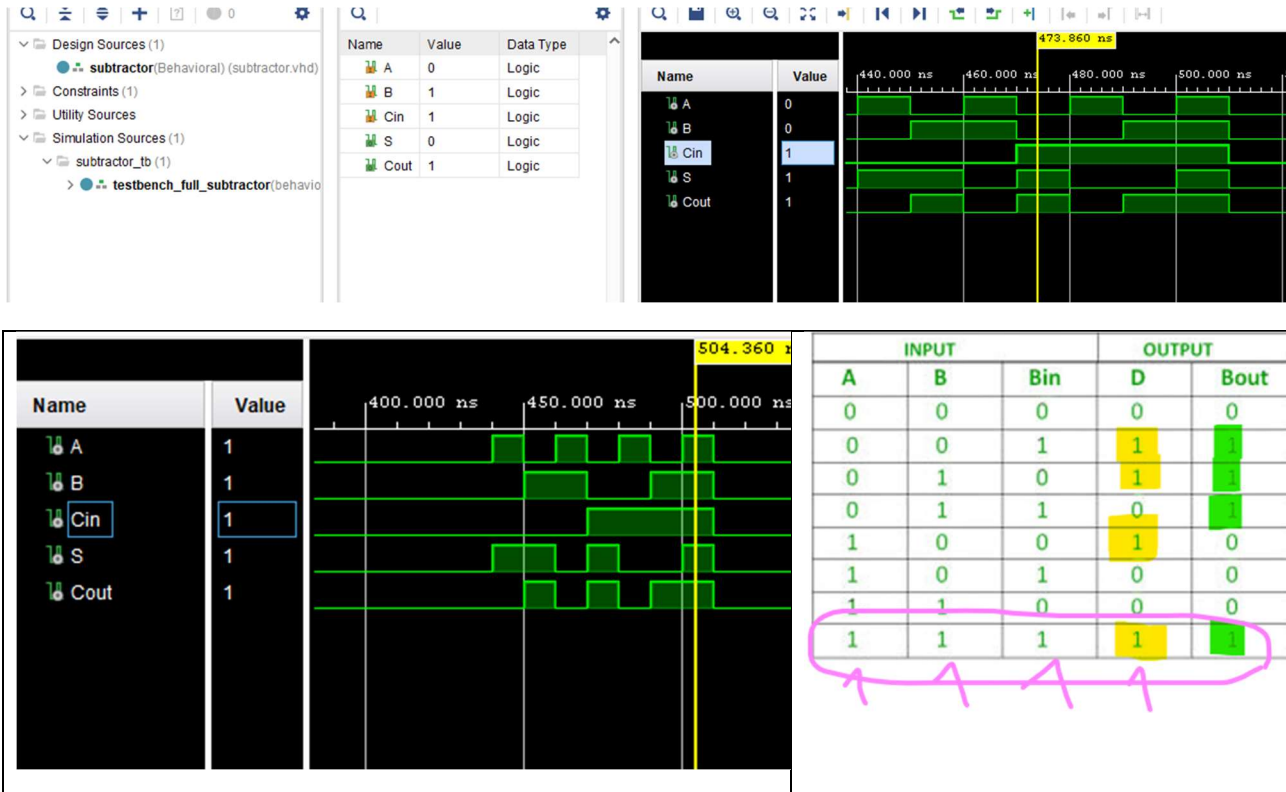 0
473.860 ns
Design Sources (1)
subtractor(Behavioral) (subtractor.vhd)
Constraints (1)
Utility Sources
Simulation Sources (1)
subtractor_tb (1)
testbench_full_subtractor(behavio
Name Value Data Type
A 0 Logic
B 1 Logic
Cin 1 Logic
S 0 Logic
Cout 1 Logic
Name Value
440.000 ns 460.000 ns 480.000 ns 500.000 ns
A 0
B 0
Cin 1
S 1
Cout 1
504.360
Name Value
400.000 ns 450.000 ns 500.000 ns
A 1
B 1
Cin 1
S 1
Cout 1
INPUT OUTPUT
A B Bin D Bout
0 0 0 0 0
0 0 1 1 1
0 1 0 1 1
0 1 1 0 1
1 0 0 1 0
1 0 1 0 0
1 1 0 0 0
1 1 1 1 1